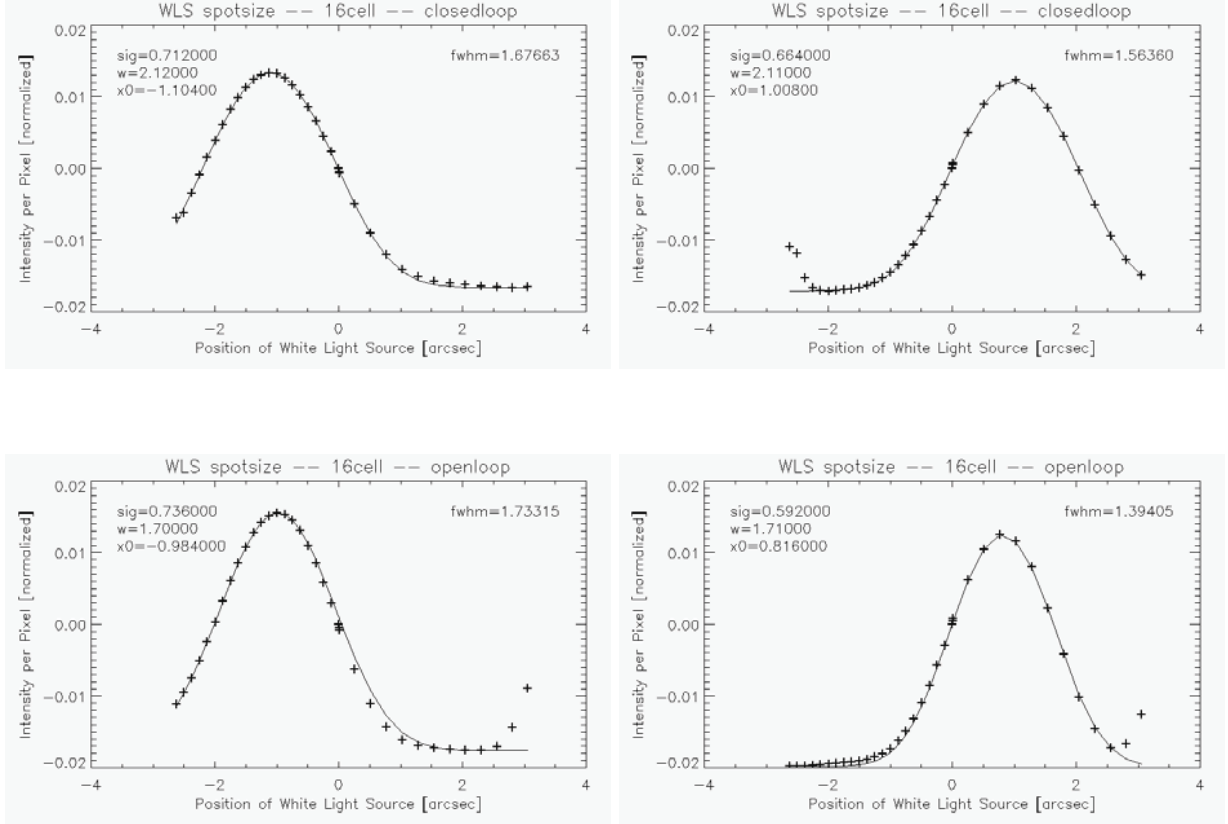 WLS spotsize -- 16cell -- closedloop
sig=0.712000
w=2.12000
x0=-1.10400
fwhm=1.67663
Intensity per Pixel [normalized]
0.02
0.01
0.00
-0.01
-0.02
-4 -2 0 2 4
Position of White Light Source [arcsec]
WLS spotsize -- 16cell -- closedloop
sig=0.664000
w=2.11000
x0=1.00800
fwhm=1.56360
Intensity per Pixel [normalized]
0.02
0.01
0.00
-0.01
-0.02
-4 -2 0 2 4
Position of White Light Source [arcsec]
WLS spotsize -- 16cell -- openloop
sig=0.736000
w=1.70000
x0=-0.984000
fwhm=1.73315
Intensity per Pixel [normalized]
0.02
0.01
0.00
-0.01
-0.02
-4 -2 0 2 4
Position of White Light Source [arcsec]
WLS spotsize -- 16cell -- openloop
sig=0.592000
w=1.71000
x0=0.816000
fwhm=1.39405
Intensity per Pixel [normalized]
0.02
0.01
0.00
-0.01
-0.02
-4 -2 0 2 4
Position of White Light Source [arcsec]